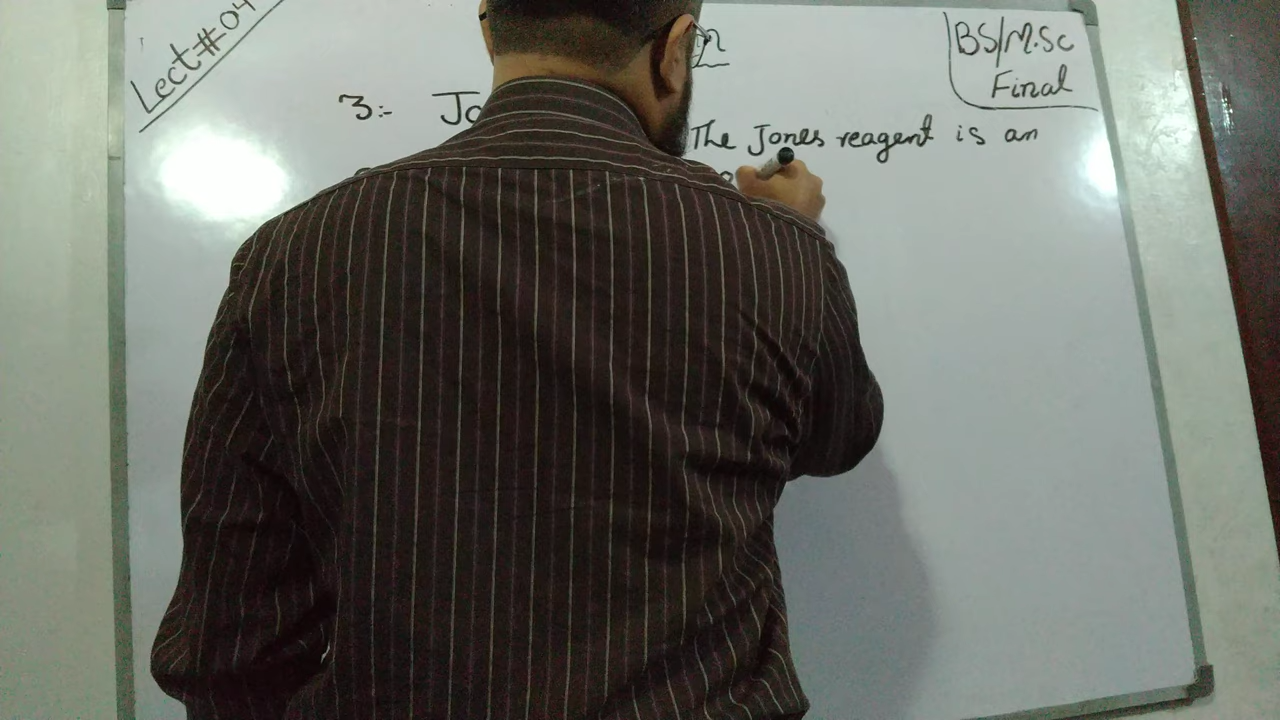 Lect#04
BS/M.Sc
Final
3:- Jo
The Jones reagent is an